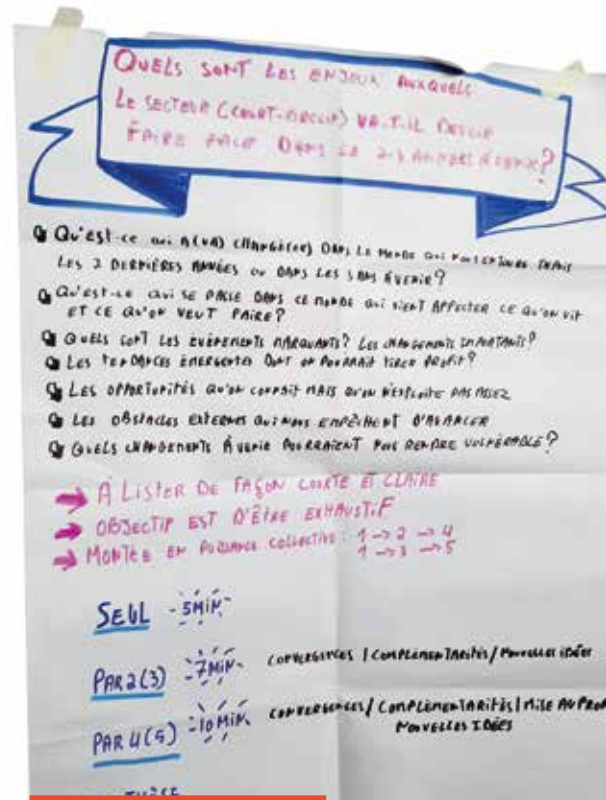 QUELS SONT LES ENJEUX AUXQUELS
LE SECTEUR VA-T-IL DEVOIR
FAIRE FACE DANS LE 2-3 ANNÉES À VENIR?
Qu'est-ce qui A(VA) CHANGÉ(ER) DANS LE MONDE QUI NOUS ENTOURE DEPUIS
LES 2 DERNIÈRES ANNÉES OU DANS LES ANS À VENIR?
Qu'est-ce qui SE PASSE DANS CE MONDE QUI VIENT AFFECTER CE QU'ON VIT
ET CE QU'ON VEUT FAIRE?
QUELS SONT LES ÉVÉNEMENTS MARQUANTS? LES CHANGEMENTS IMPORTANTS?
LES TENDANCES ÉMERGENTES DONT ON POURRAIT TIRER PROFIT?
LES OPPORTUNITÉS QU'ON CONNAIT MAIS QU'ON N'EXPLOITE PAS ASSEZ
LES OBSTACLES EXTERNES QUI NOUS EMPÊCHENT D'AVANCER
QUELS CHANGEMENTS À VENIR POURRAIENT NOUS RENDRE VULNÉRABLE?
→ A LISTER DE FAÇON COURTE ET CLAIRE
→ OBJECTIF EST D'ÊTRE EXHAUSTIF
→ MONTÉE EN PUISSANCE COLLECTIVE: 1 → 2 → 4
1 → 3 → 5
SEUL - 5MIN -
PAR 2(3) - 7MIN - CONVERGENCES / COMPLÉMENTARITÉS / NOUVELLES IDÉES
PAR 4(5) - 10 MIN CONVERGENCES / COMPLÉMENTARITÉS / MISE AU PROP
NOUVELLES IDÉES